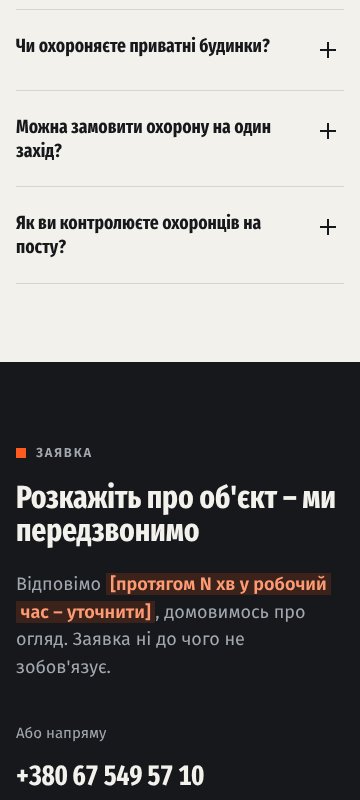 Чи охороняєте приватні будинки?
Можна замовити охорону на один
захід?
Як ви контролюєте охоронців на
посту?
ЗАЯВКА
Розкажіть про об'єкт – ми
передзвонимо
Відповімо [протягом N хв у робочий
час – уточнити], домовимось про
огляд. Заявка ні до чого не
зобов'язує.
Або напряму
+380 67 549 57 10